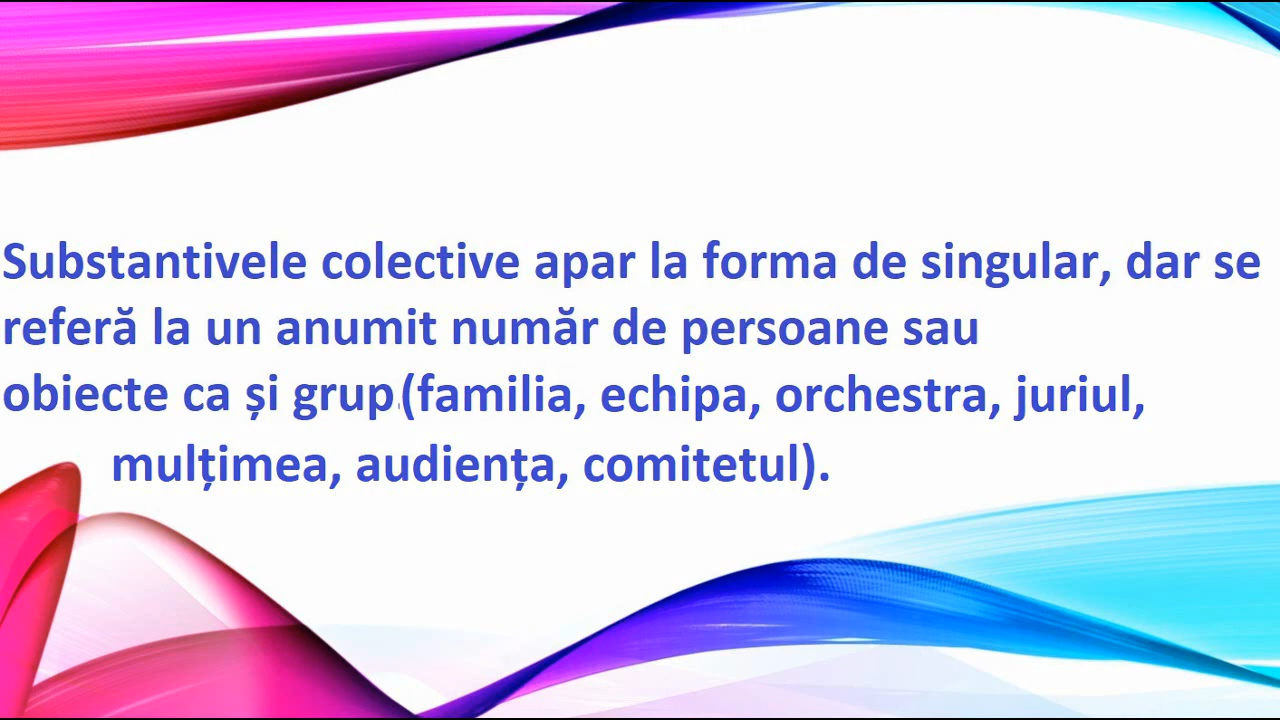 Substantivele colective apar la forma de singular, dar se
referă la un anumit număr de persoane sau
obiecte ca și grup.(familia, echipa, orchestra, juriul,
mulțimea, audiența, comitetul).